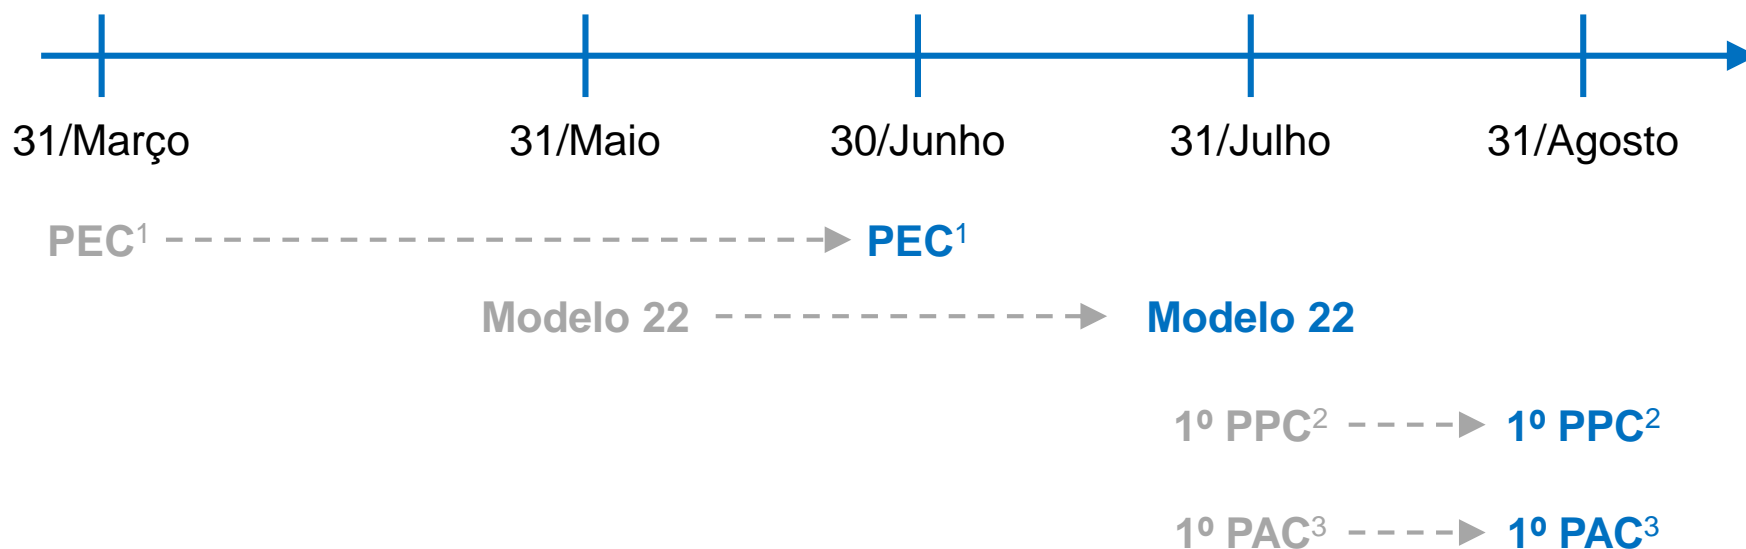 31/Março 31/Maio 30/Junho 31/Julho 31/Agosto
PEC¹ PEC¹
Modelo 22 Modelo 22
1º PPC² 1º PPC²
1º PAC³ 1º PAC³